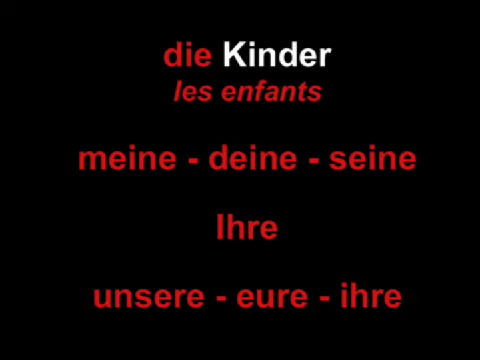 die Kinder
les enfants
meine - deine - seine
Ihre
unsere - eure - ihre